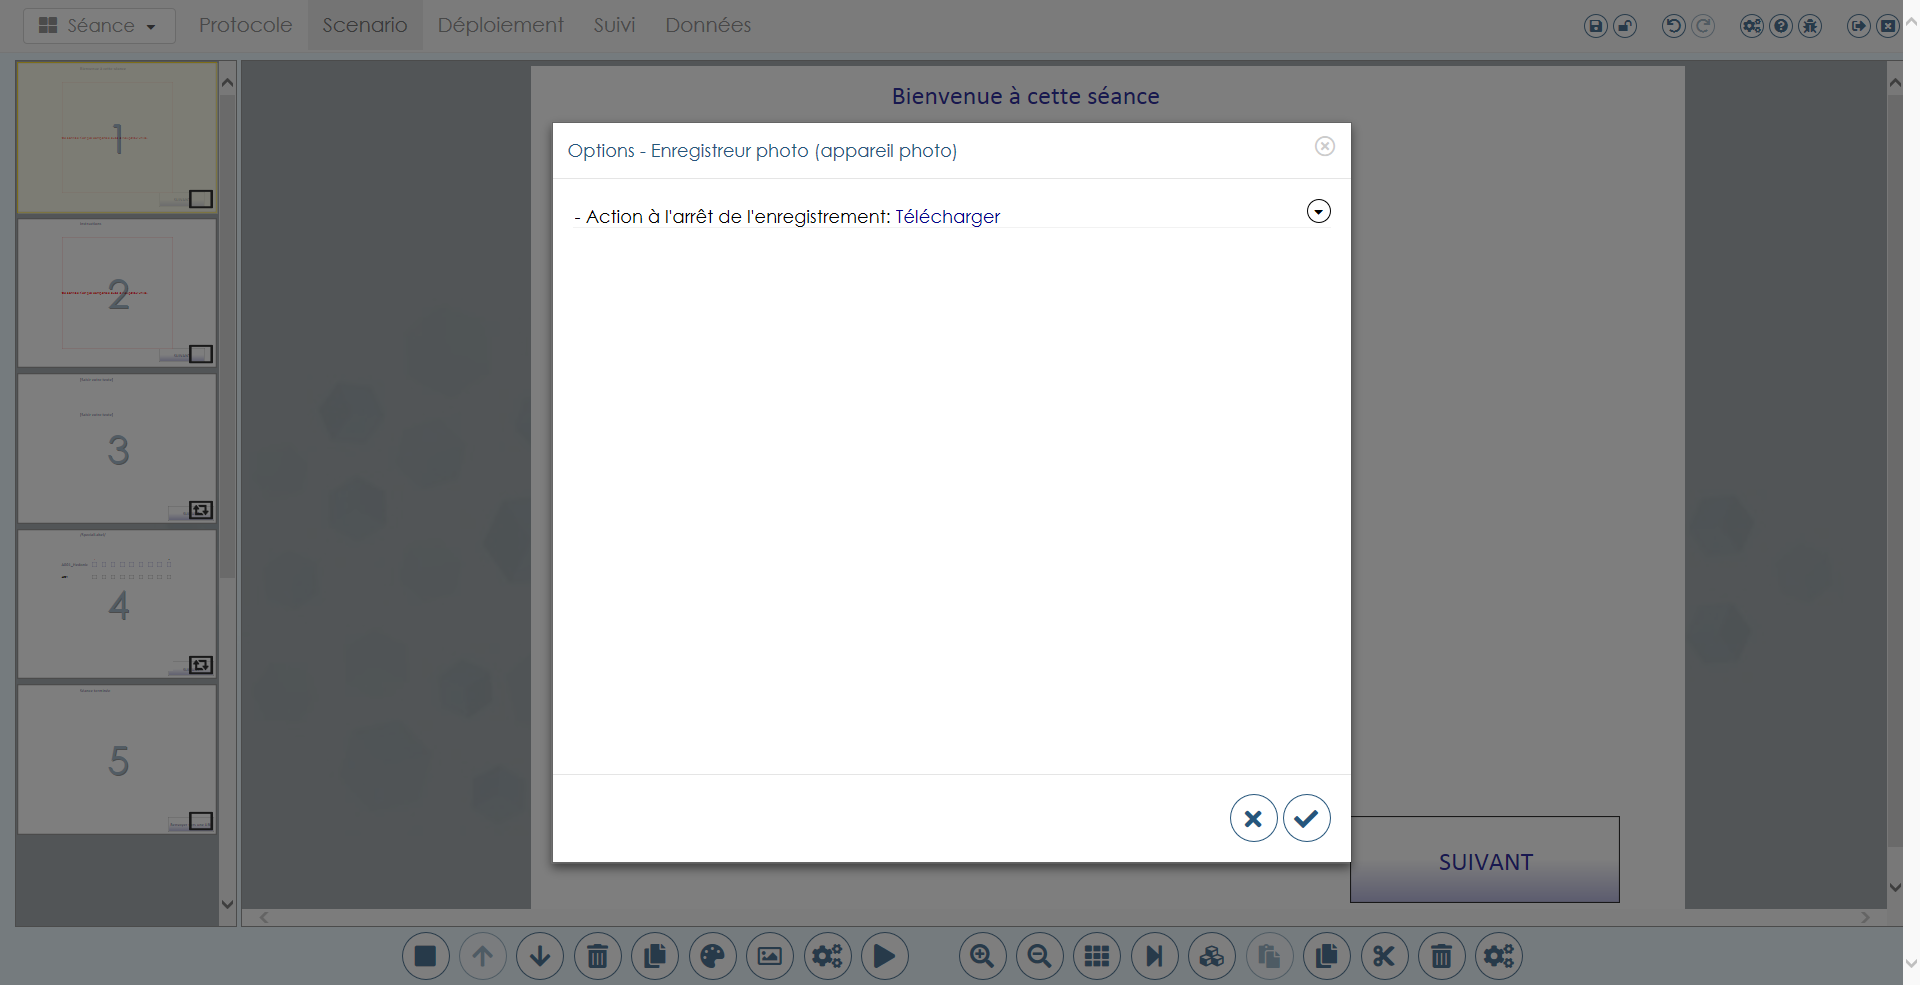 Séance
Protocole
Scenario
Déploiement
Suivi
Données
1
2
3
4
5
Bienvenue à cette séance
Options - Enregistreur photo (appareil photo)
- Action à l'arrêt de l'enregistrement: Télécharger
SUIVANT